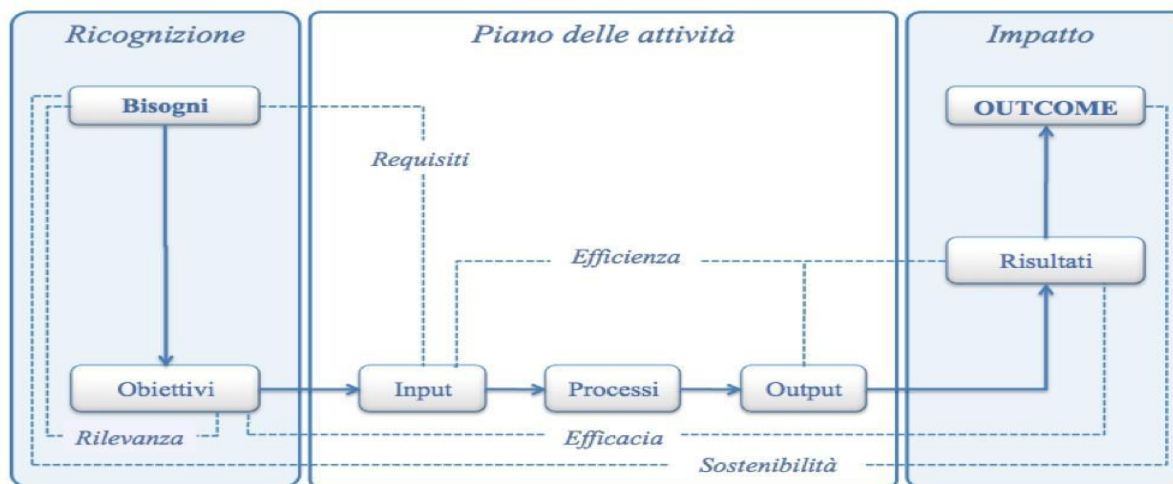 Ricognizione
Piano delle attività
Impatto
Bisogni
OUTCOME
Requisiti
Efficienza
Risultati
Obiettivi
Input
Processi
Output
Rilevanza
Efficacia
Sostenibilità